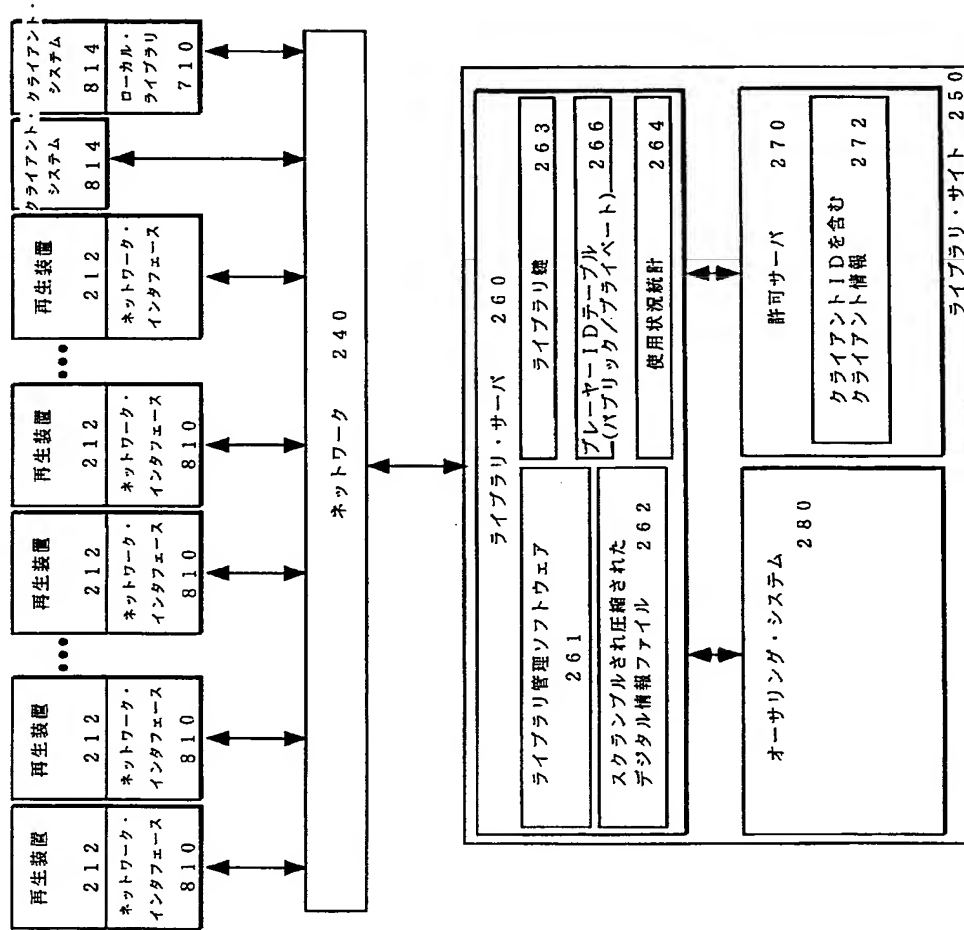 再生装置
212
ネットワーク・
インタフェース
810
再生装置
212
ネットワーク・
インタフェース
810
再生装置
212
ネットワーク・
インタフェース
810
再生装置
212
ネットワーク・
インタフェース
810
再生装置
212
ネットワーク・
インタフェース
クライアント・
システム
814
クライアント・
システム
814
ローカル・
ライブラリ
710
ネットワーク 240
ライブラリ・サーバ 260
ライブラリ管理ソフトウェア
261
スクランブルされ圧縮された
デジタル情報ファイル 262
ライブラリ鍵 263
プレーヤーIDテーブル
(パブリック/プライベート) 266
使用状況統計 264
オーサリング・システム
280
許可サーバ 270
クライアントIDを含む
クライアント情報 272
ライブラリ・サイト 250